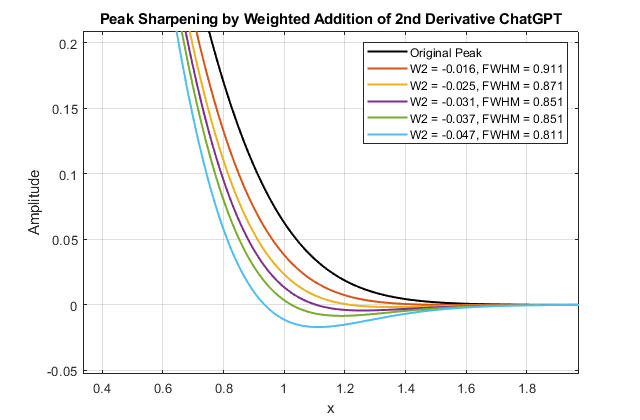 Peak Sharpening by Weighted Addition of 2nd Derivative ChatGPT
0.2
0.15
0.1
0.05
0
-0.05
Amplitude
Original Peak
W2 = -0.016, FWHM = 0.911
W2 = -0.025, FWHM = 0.871
W2 = -0.031, FWHM = 0.851
W2 = -0.037, FWHM = 0.851
W2 = -0.047, FWHM = 0.811
0.4 0.6 0.8 1 1.2 1.4 1.6 1.8
x